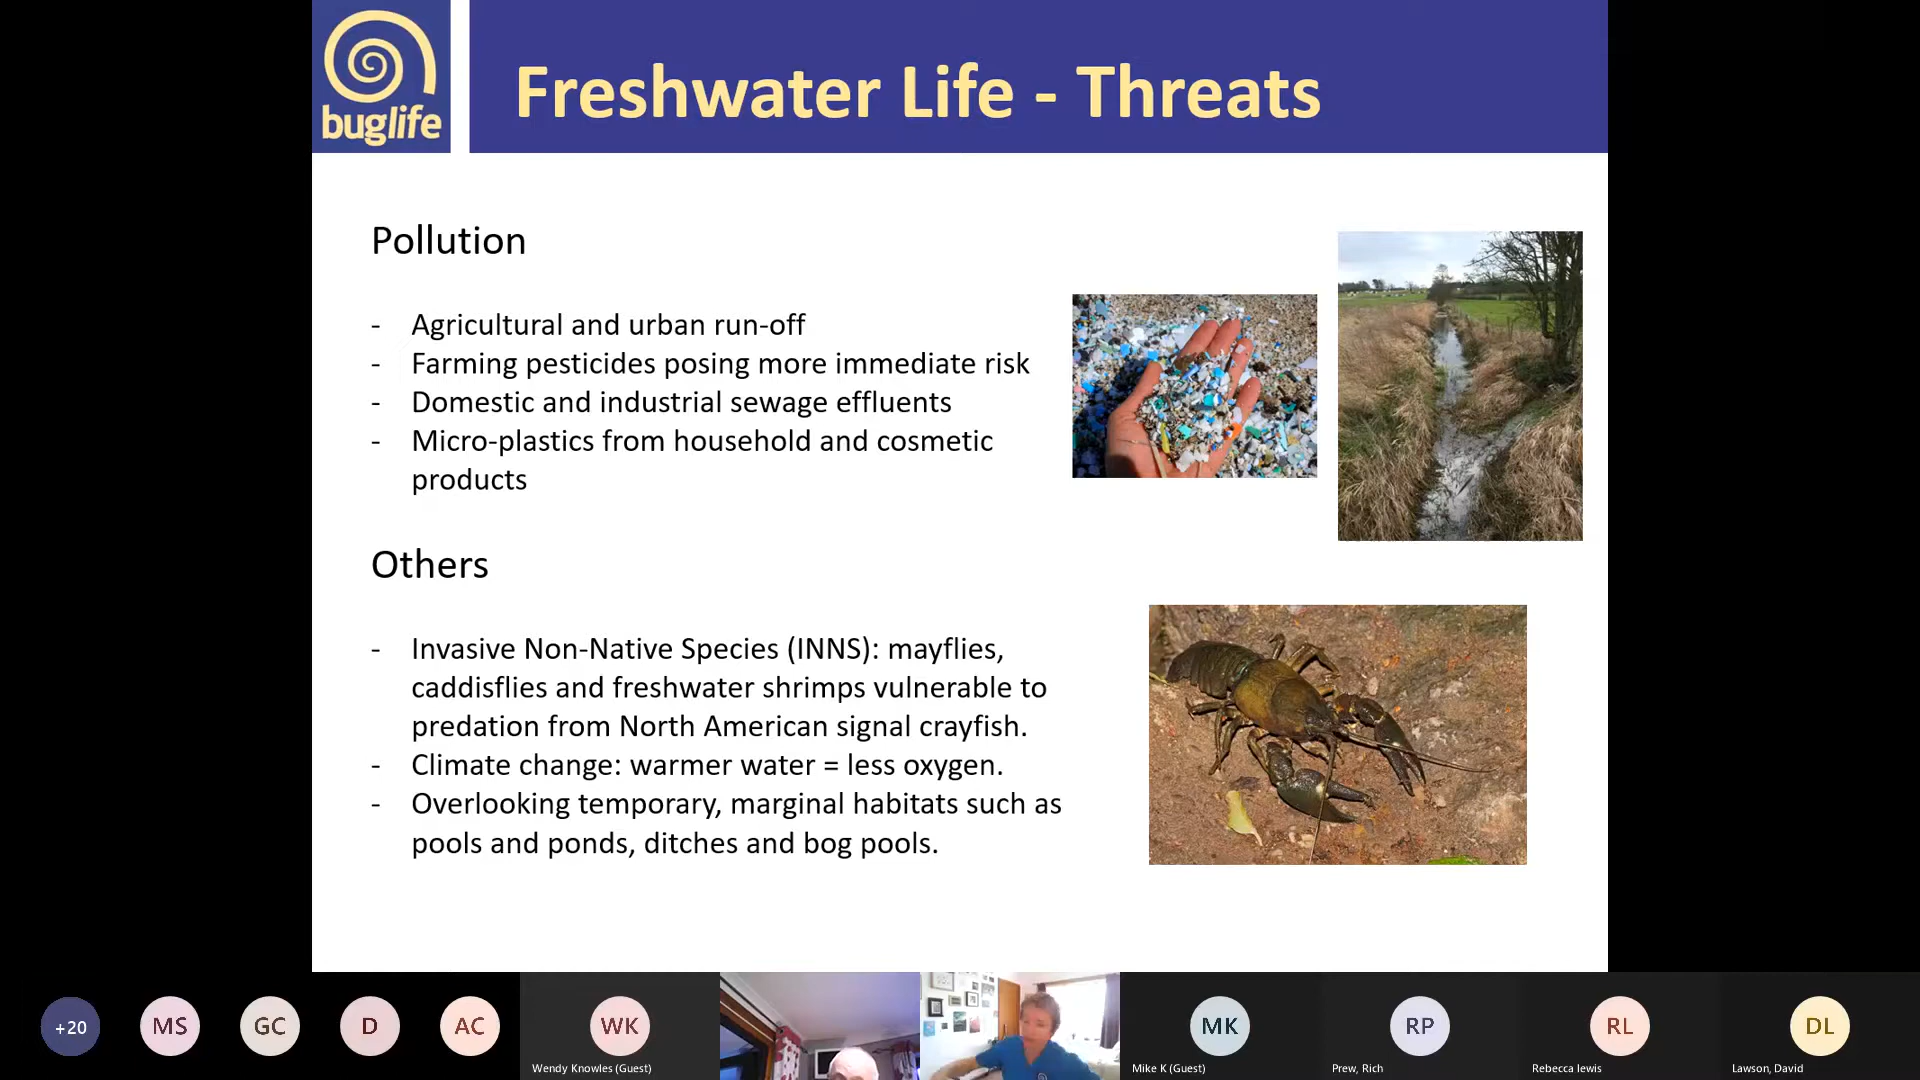 buglife
Freshwater Life - Threats
Pollution
- Agricultural and urban run-off
- Farming pesticides posing more immediate risk
- Domestic and industrial sewage effluents
- Micro-plastics from household and cosmetic
products
Others
- Invasive Non-Native Species (INNS): mayflies,
caddisflies and freshwater shrimps vulnerable to
predation from North American signal crayfish.
- Climate change: warmer water = less oxygen.
- Overlooking temporary, marginal habitats such as
pools and ponds, ditches and bog pools.
+20 MS GC D AC WK MK RP RL DL
Wendy Knowles (Guest) Mike K (Guest) Prew, Rich Rebecca lewis Lawson, David